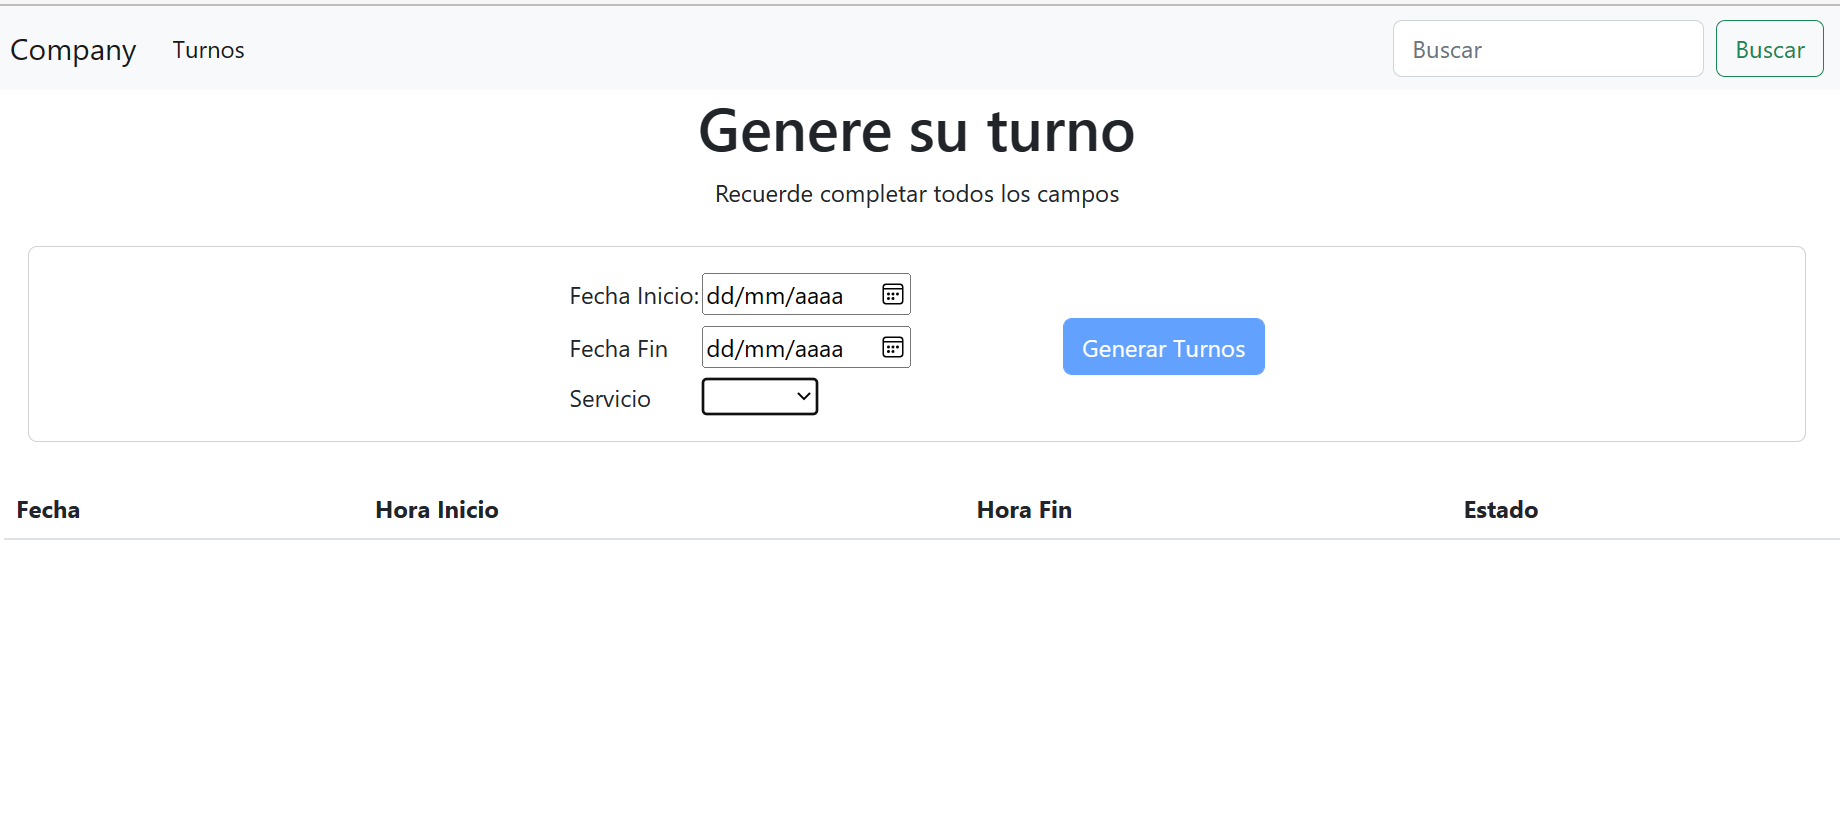 Company Turnos Buscar Buscar
Genere su turno
Recuerde completar todos los campos
Fecha Inicio: dd/mm/aaaa
Fecha Fin dd/mm/aaaa
Generar Turnos
Servicio
Fecha Hora Inicio Hora Fin Estado